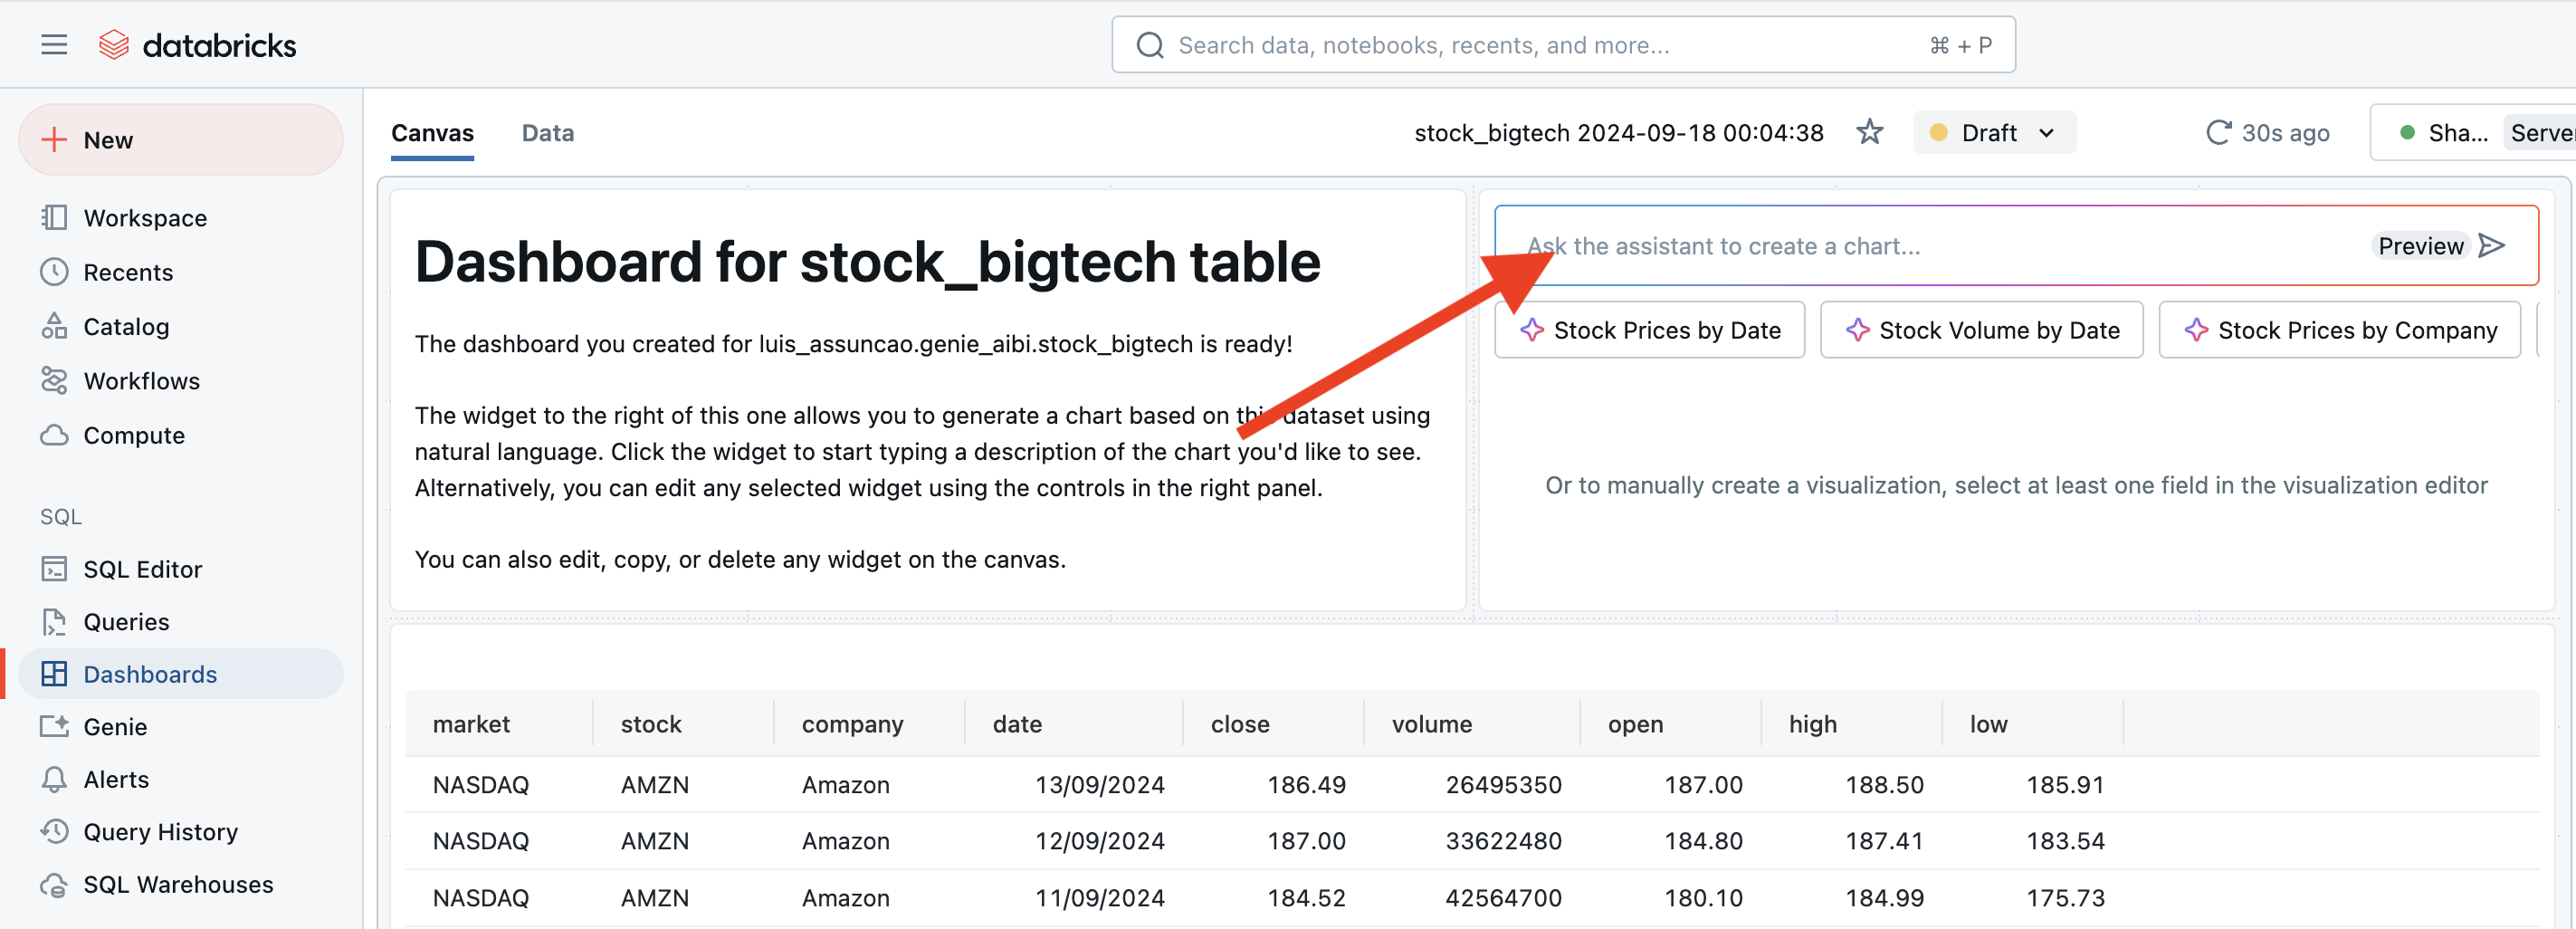 databricks
Search data, notebooks, recents, and more...
⌘ + P
New
Workspace
Recents
Catalog
Workflows
Compute
SQL
SQL Editor
Queries
Dashboards
Genie
Alerts
Query History
SQL Warehouses
Canvas Data
stock_bigtech 2024-09-18 00:04:38
Draft
30s ago
Sha...
Dashboard for stock_bigtech table
The dashboard you created for luis_assuncao.genie_aibi.stock_bigtech is ready!
The widget to the right of this one allows you to generate a chart based on this dataset using
natural language. Click the widget to start typing a description of the chart you'd like to see.
Alternatively, you can edit any selected widget using the controls in the right panel.
You can also edit, copy, or delete any widget on the canvas.
Ask the assistant to create a chart...
Preview
Stock Prices by Date
Stock Volume by Date
Stock Prices by Company
Or to manually create a visualization, select at least one field in the visualization editor
market stock company date close volume open high low
NASDAQ AMZN Amazon 13/09/2024 186.49 26495350 187.00 188.50 185.91
NASDAQ AMZN Amazon 12/09/2024 187.00 33622480 184.80 187.41 183.54
NASDAQ AMZN Amazon 11/09/2024 184.52 42564700 180.10 184.99 175.73